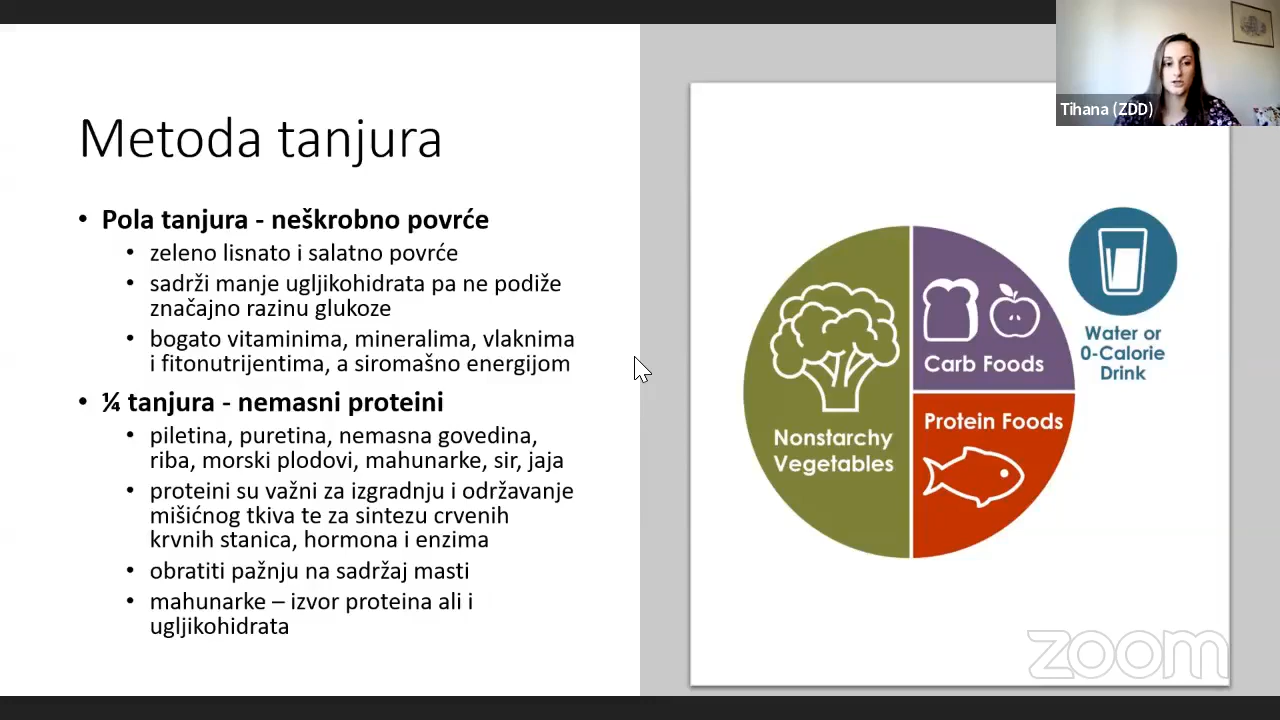 Metoda tanjura
• Pola tanjura - neškrobno povrće
• zeleno lisnato i salatno povrće
• sadrži manje ugljikohidrata pa ne podiže
značajno razinu glukoze
• bogato vitaminima, mineralima, vlaknima
i fitonutrijentima, a siromašno energijom
• ¼ tanjura - nemasni proteini
• piletina, puretina, nemasna govedina,
riba, morski plodovi, mahunarke, sir, jaja
• proteini su važni za izgradnju i održavanje
mišićnog tkiva te za sintezu crvenih
krvnih stanica, hormona i enzima
• obratiti pažnju na sadržaj masti
• mahunarke – izvor proteina ali i
ugljikohidrata
Nonstarchy
Vegetables
Carb Foods
Protein Foods
Water or
0-Calorie
Drink
Tihana (ZDD)
zoom